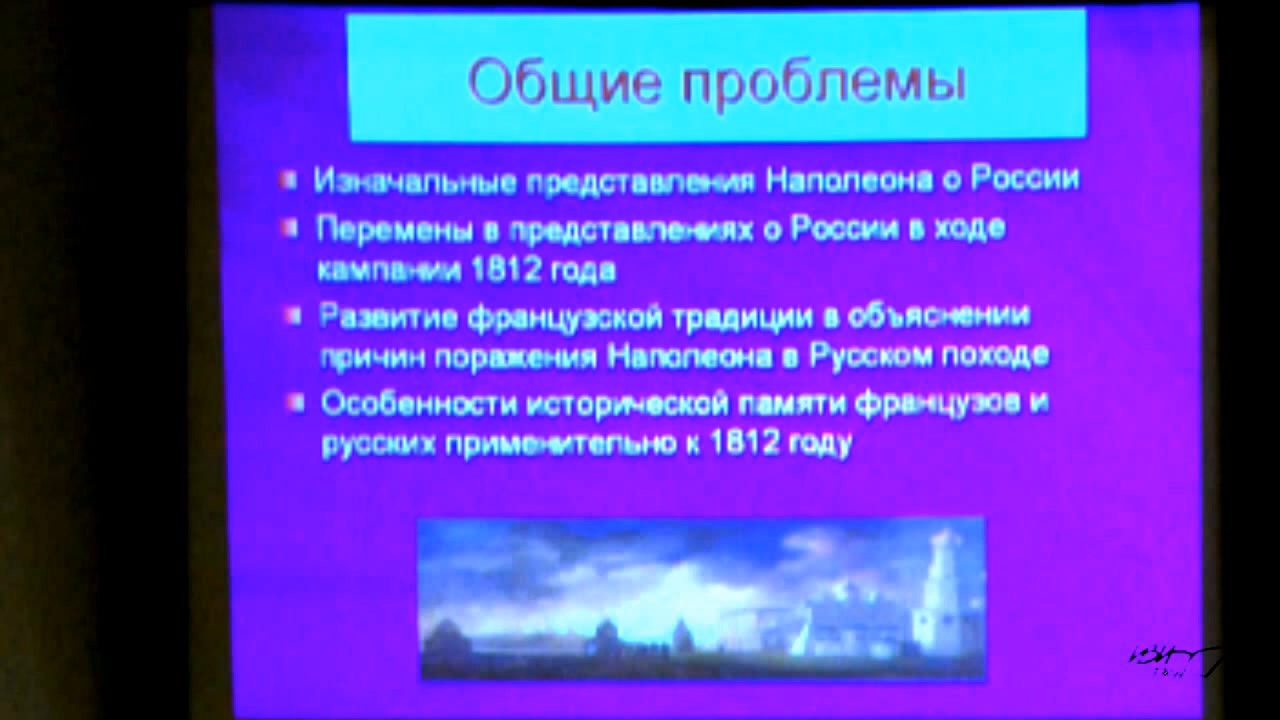 Общие проблемы
Изначальные представления Наполеона о России
Перемены в представлениях о России в ходе
кампании 1812 года
Развитие французской традиции в объяснении
причин поражения Наполеона в Русском походе
Особенности исторической памяти французов и
русских применительно к 1812 году